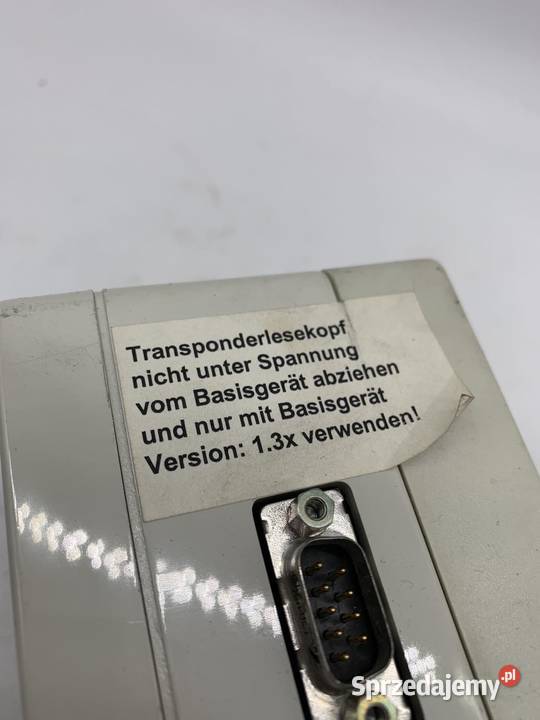 Transponderlesekopf
nicht unter Spannung
vom Basisgerät abziehen
und nur mit Basisgerät
Version: 1.3x verwenden!
Sprzedajemy.pl